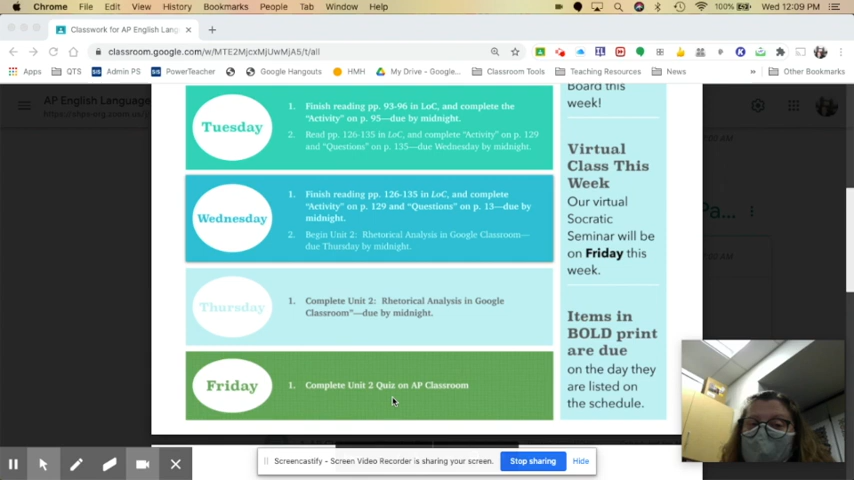 Chrome File Edit View History Bookmarks People Tab Window Help 100% Wed 12:09 PM
Classwork for AP English Lang
classroom.google.com/w/MTE2MjcxMjUwMjA5/t/all
Apps QTS Admin PS PowerTeacher Google Hangouts HMH My Drive - Google... Classroom Tools Teaching Resources News Other Bookmarks
AP English Language
Tuesday
1. Finish reading pp. 93-96 in LoC, and complete the
"Activity" on p. 95—due by midnight.
2. Read pp. 126-135 in LoC, and complete "Activity" on p. 129
and "Questions" on p. 135—due Wednesday by midnight.
Wednesday
1. Finish reading pp. 126-135 in LoC, and complete
"Activity" on p. 129 and "Questions" on p. 13—due by
midnight.
2. Begin Unit 2: Rhetorical Analysis in Google Classroom—
due Thursday by midnight.
Thursday
1. Complete Unit 2: Rhetorical Analysis in Google
Classroom"—due by midnight.
Friday
1. Complete Unit 2 Quiz on AP Classroom
Board this
week!
Virtual
Class This
Week
Our virtual
Socratic
Seminar will be
on Friday this
week.
Items in
BOLD print
are due
on the day they
are listed on
the schedule.
Screencastify - Screen Video Recorder is sharing your screen. Stop sharing Hide